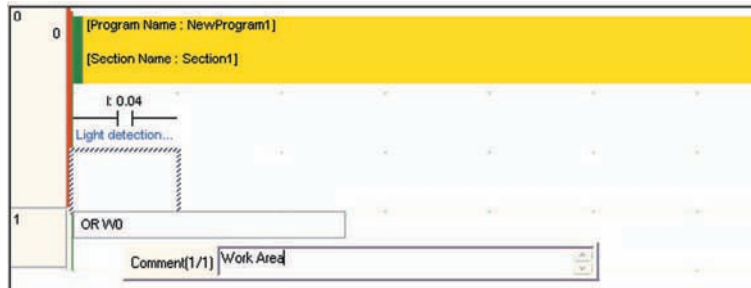 0
0
[Program Name : NewProgram1]
[Section Name : Section1]
I: 0.04
Light detection...
1
OR W0
Comment(1/1) Work Area